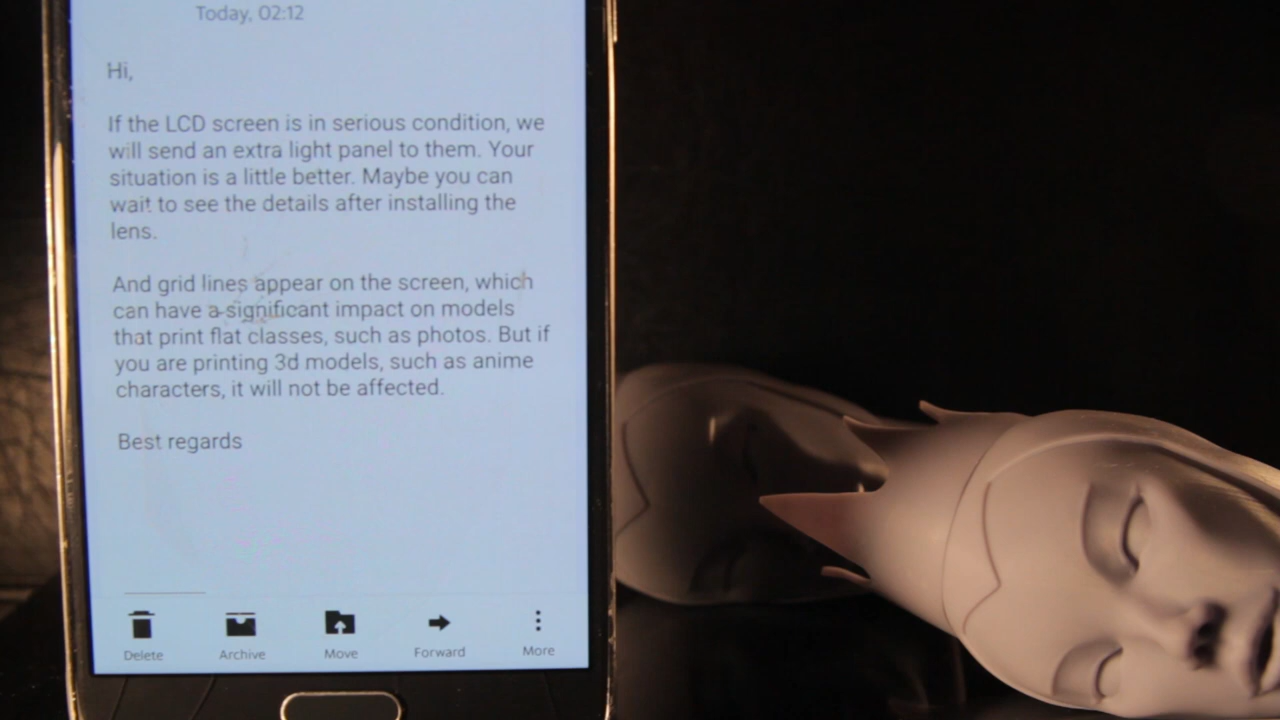 Today, 02:12
Hi,
If the LCD screen is in serious condition, we
will send an extra light panel to them. Your
situation is a little better. Maybe you can
wait to see the details after installing the
lens.
And grid lines appear on the screen, which
can have a significant impact on models
that print flat classes, such as photos. But if
you are printing 3d models, such as anime
characters, it will not be affected.
Best regards
Delete Archive Move Forward More